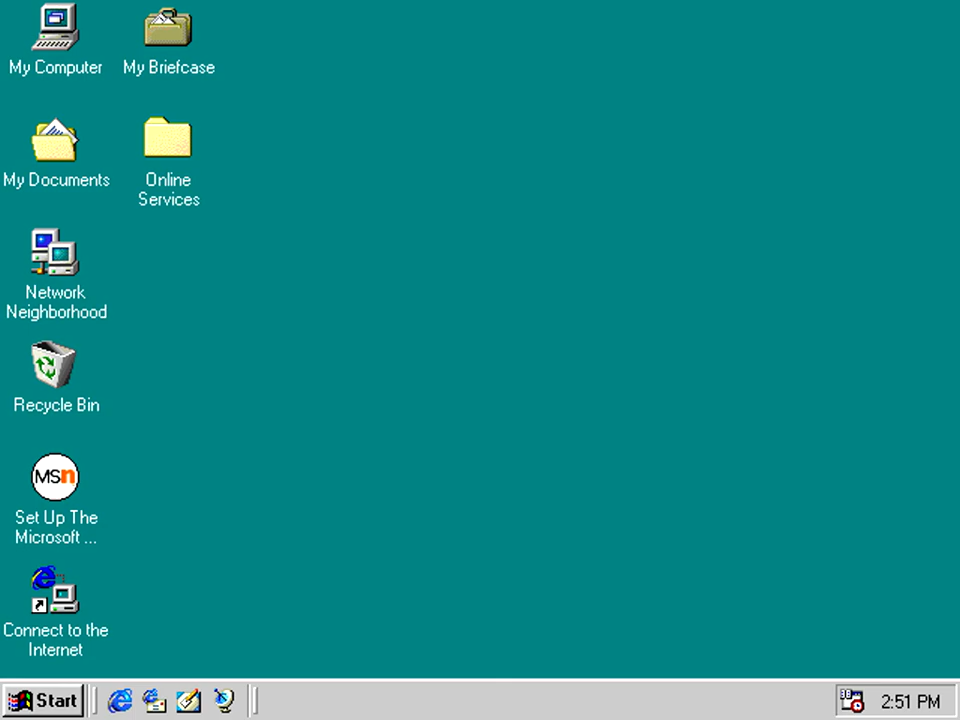 My Computer
My Briefcase
My Documents
Online
Services
Network
Neighborhood
Recycle Bin
MSn
Set Up The
Microsoft ...
Connect to the
Internet
Start
2:51 PM